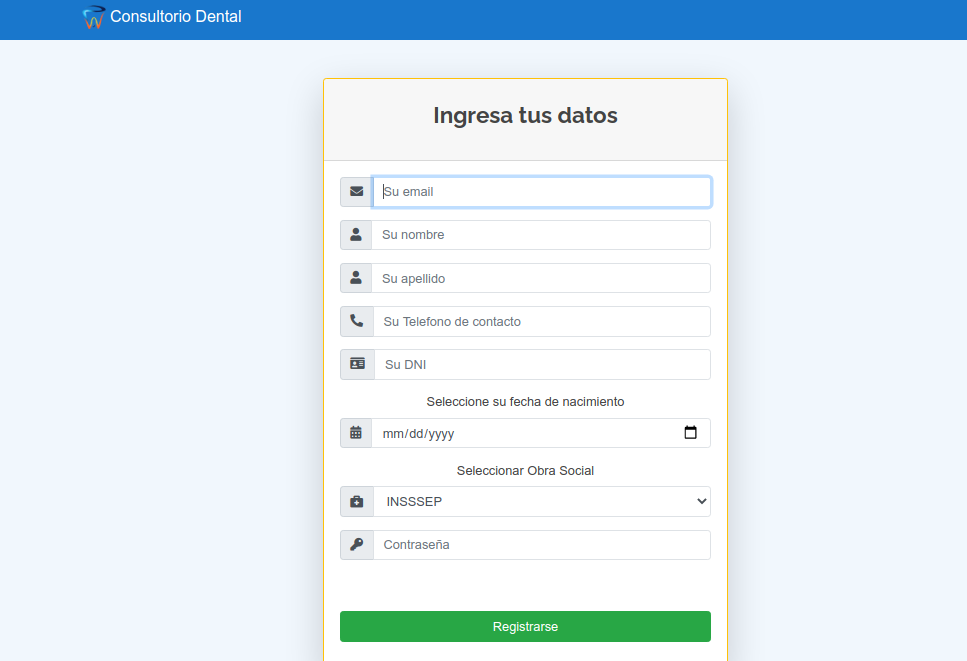 Consultorio Dental
Ingresa tus datos
Su email
Su nombre
Su apellido
Su Telefono de contacto
Su DNI
Seleccione su fecha de nacimiento
mm/dd/yyyy
Seleccionar Obra Social
INSSSEP
Contraseña
Registrarse